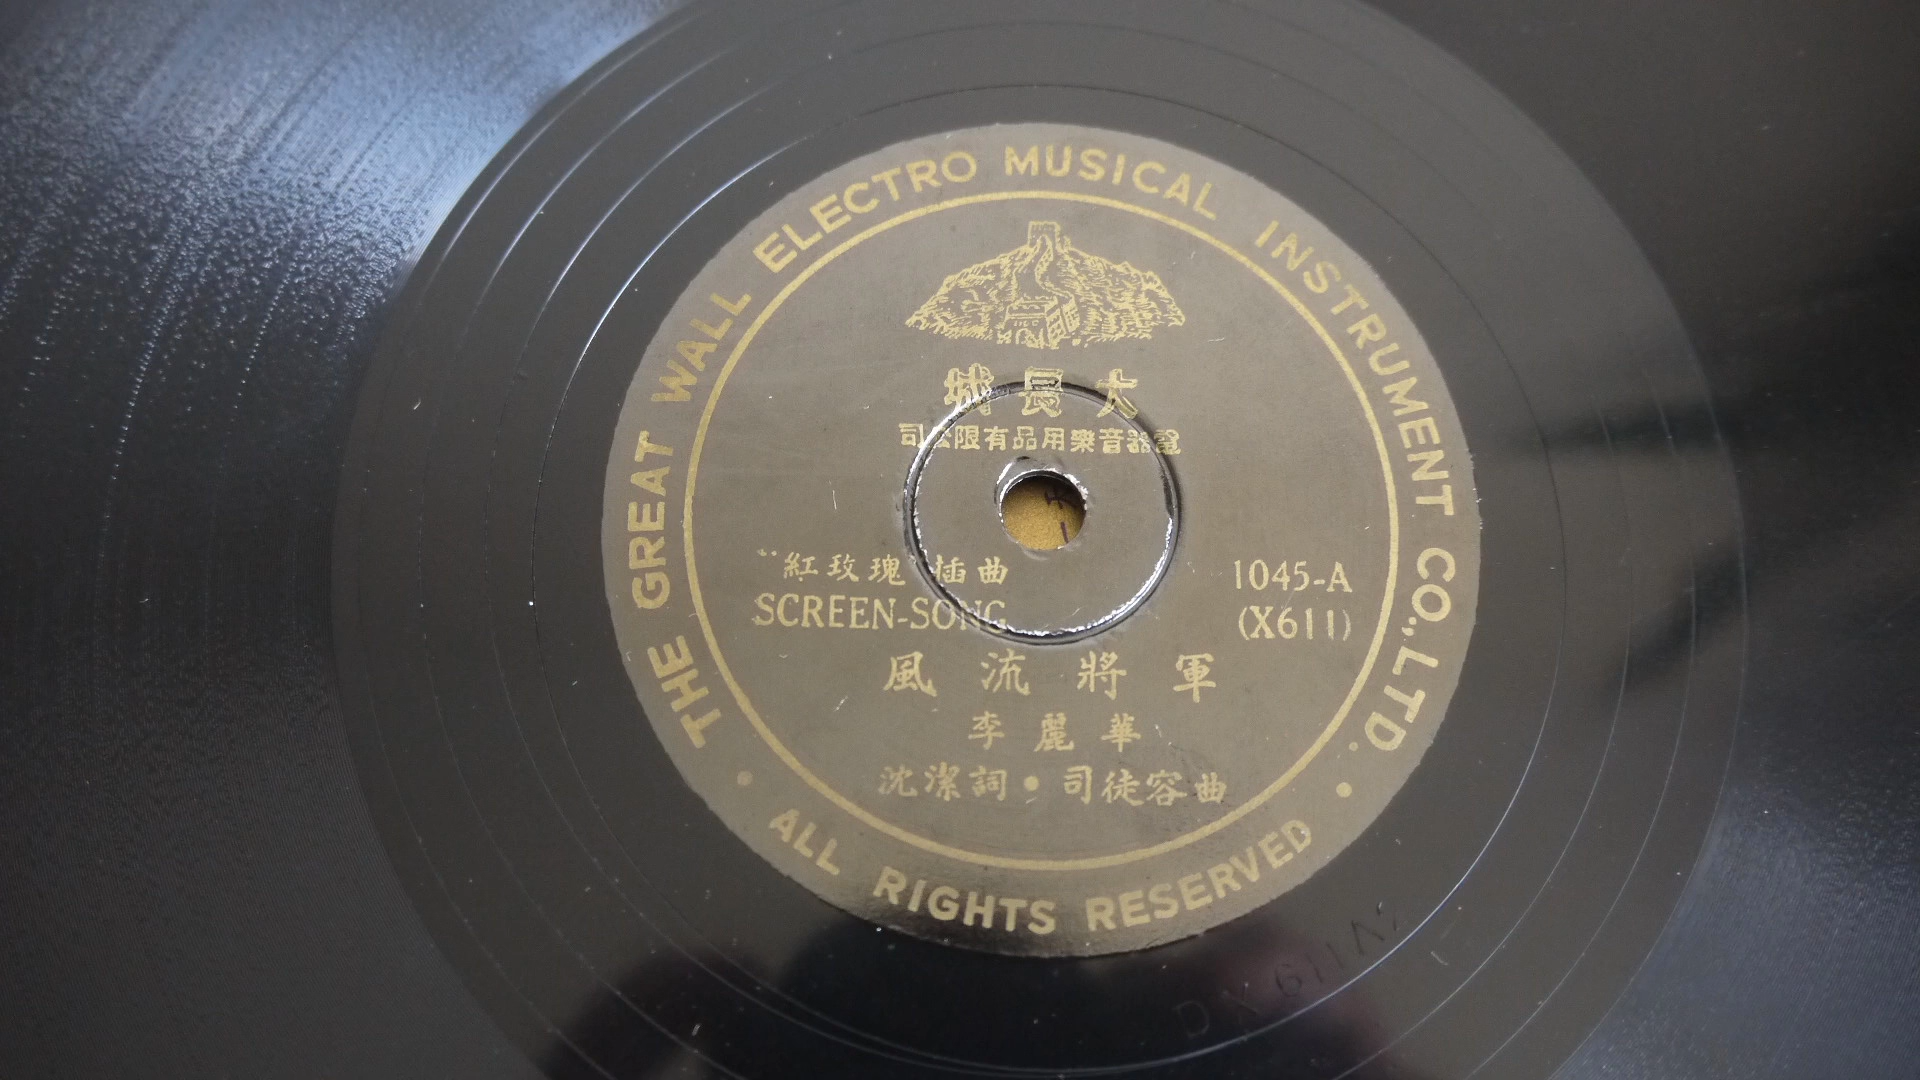 THE GREAT WALL ELECTRO MUSICAL INSTRUMENT CO., LTD.
大長城
電器音樂用品有限公司
“紅玫瑰”插曲
1045-A
SCREEN-SONG
(X611)
風流將軍
李麗華
沈潔詞•司徒容曲
• ALL RIGHTS RESERVED •